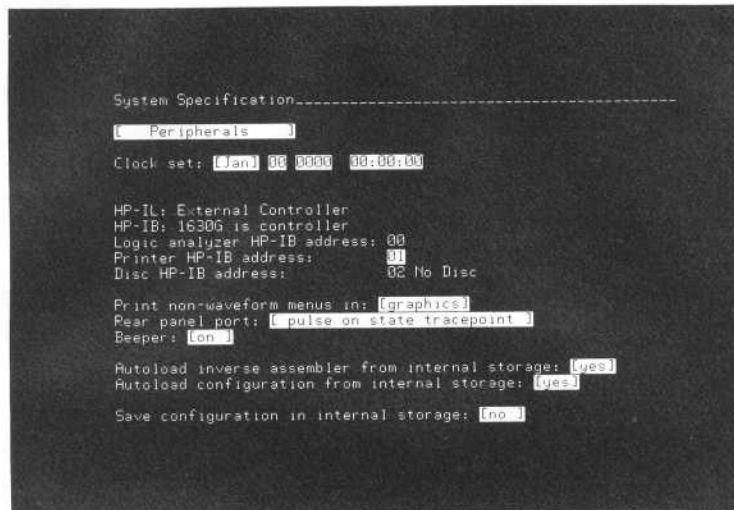 System Specification
[ Peripherals ]
Clock set: [Jan] 00 0000 00:00:00
HP-IL: External Controller
HP-IB: 1630G is controller
Logic analyzer HP-IB address: 00
Printer HP-IB address: 01
Disc HP-IB address: 02 No Disc
Print non-waveform menus in: [graphics]
Rear panel port: [ pulse on state tracepoint ]
Beeper: [on ]
Autoload inverse assembler from internal storage: [yes]
Autoload configuration from internal storage: [yes]
Save configuration in internal storage: [no ]